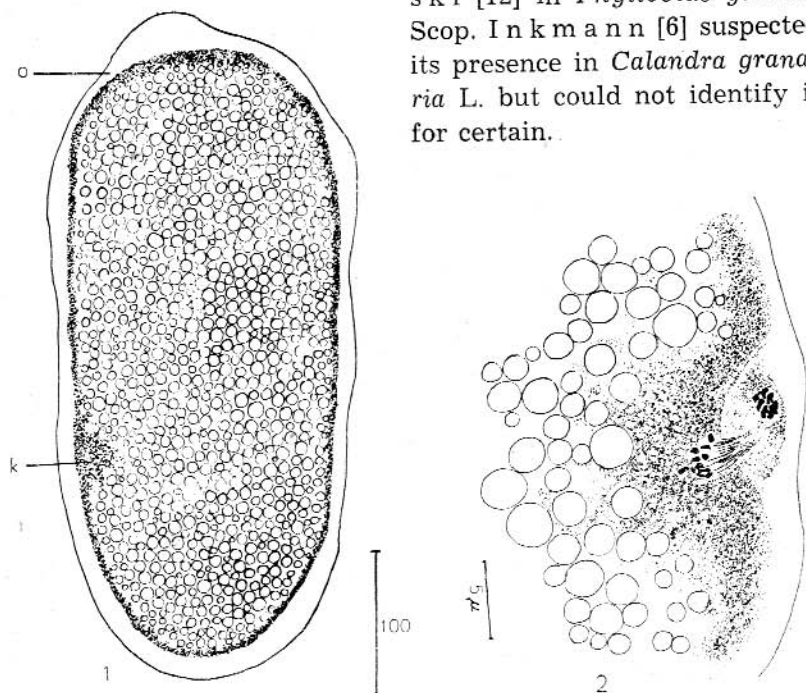 Scop. Inkmann [6] suspected
its presence in Calandra grana-
ria L. but could not identify i
for certain.
o
k
100
5 μ
1
2